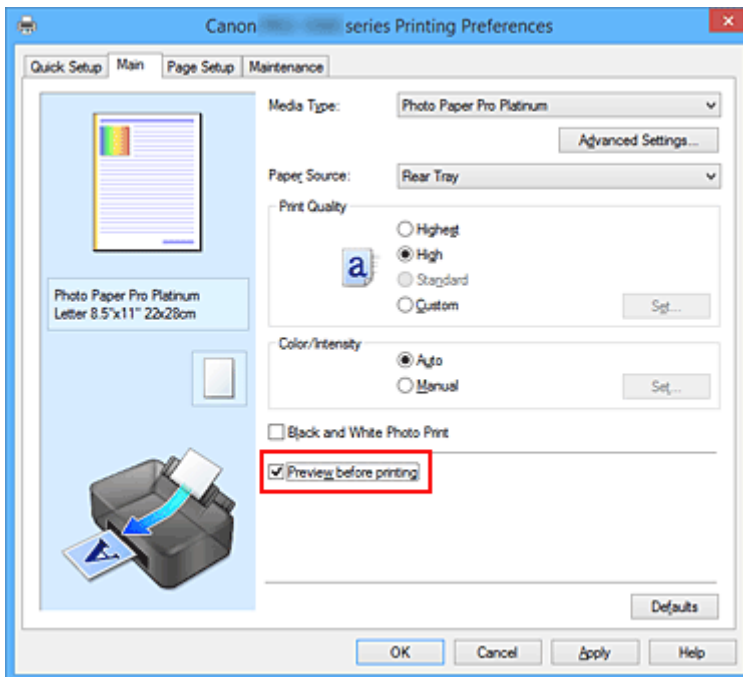 Canon series Printing Preferences
Quick Setup Main Page Setup Maintenance
Media Type: Photo Paper Pro Platinum
Advanced Settings...
Paper Source: Rear Tray
Print Quality
Highest
a High
Standard
Photo Paper Pro Platinum
Letter 8.5"x11" 22x28cm
Custom Set...
Color/Intensity
Auto
Manual Set...
Black and White Photo Print
Preview before printing
A
Defaults
OK Cancel Apply Help